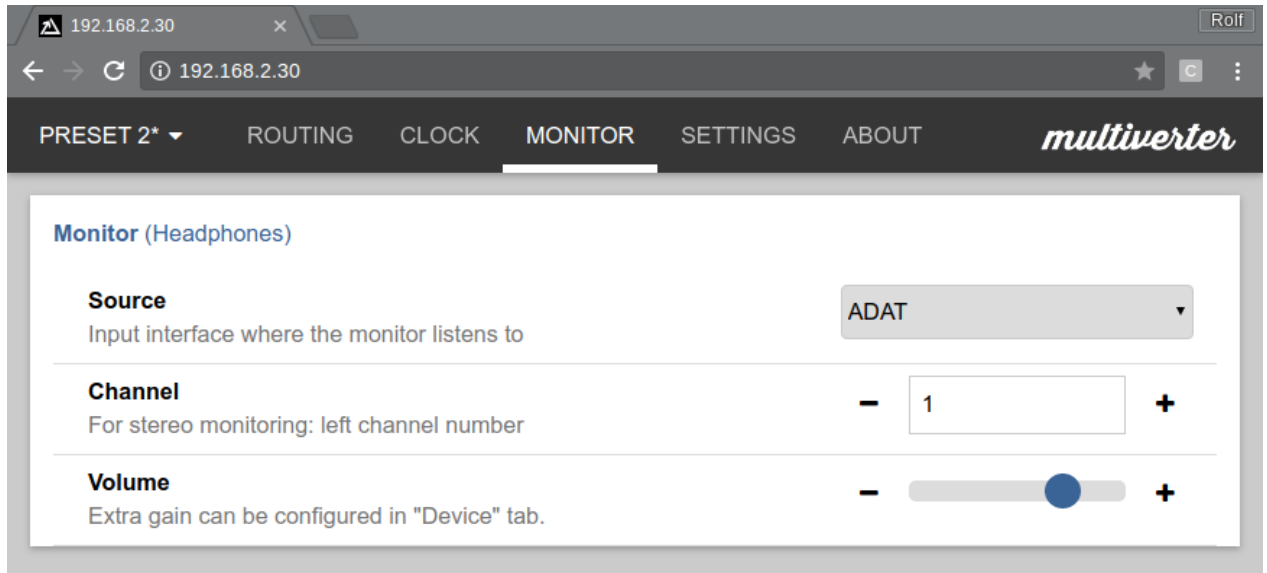 192.168.2.30
Rolf
192.168.2.30
C
PRESET 2* ROUTING CLOCK MONITOR SETTINGS ABOUT multiverter
Monitor (Headphones)
Source
Input interface where the monitor listens to
ADAT
Channel
For stereo monitoring: left channel number
1
Volume
Extra gain can be configured in "Device" tab.